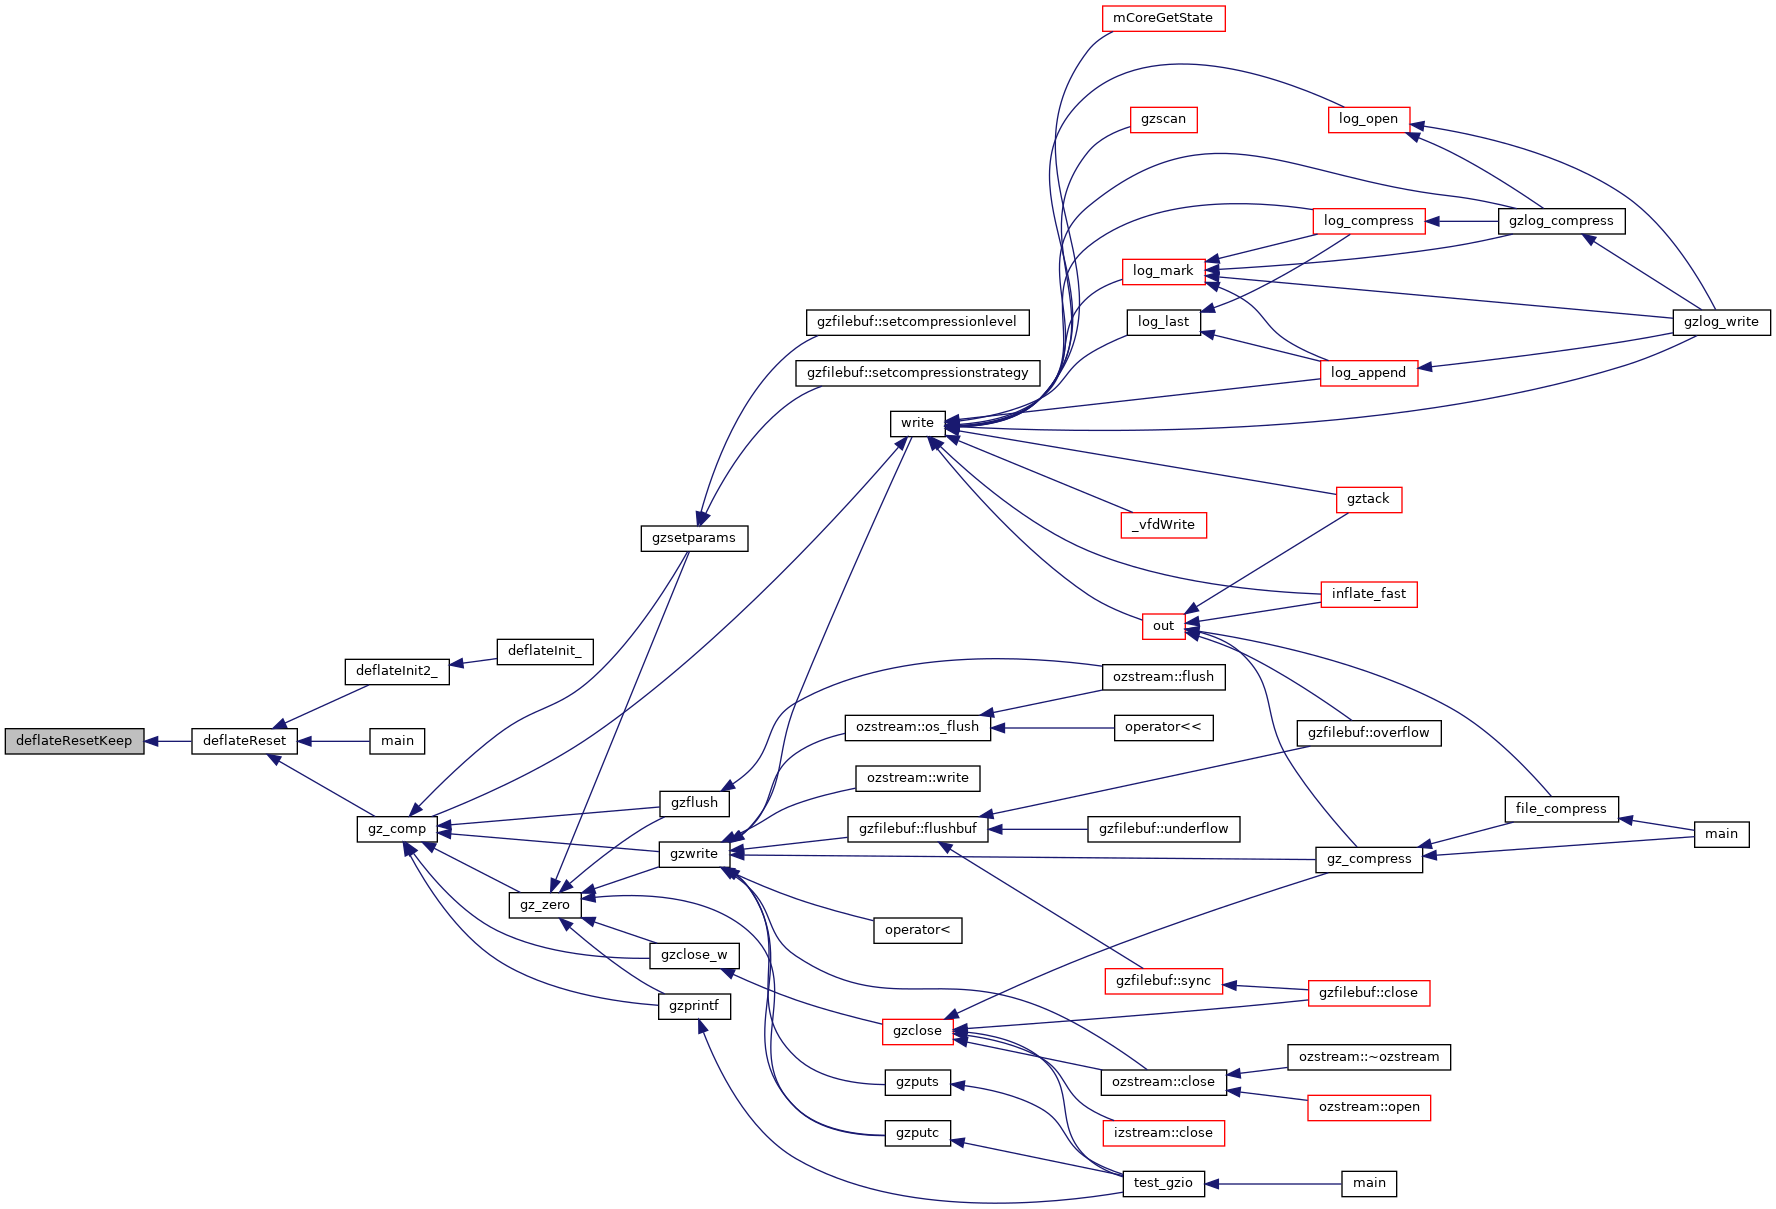 mCoreGetState
gzscan
log_open
log_compress
gzlog_compress
log_mark
gzfilebuf::setcompressionlevel
log_last
gzlog_write
gzfilebuf::setcompressionstrategy
log_append
write
gztack
_vfdWrite
gzsetparams
inflate_fast
out
deflateInit_
deflateInit2_
ozstream::flush
ozstream::os_flush
operator<<
gzfilebuf::overflow
deflateResetKeep
deflateReset
main
ozstream::write
gzflush
file_compress
gz_comp
gzfilebuf::flushbuf
gzfilebuf::underflow
main
gzwrite
gz_compress
gz_zero
operator<
gzclose_w
gzfilebuf::sync
gzfilebuf::close
gzprintf
gzclose
ozstream::~ozstream
gzputs
ozstream::close
ozstream::open
gzputc
izstream::close
test_gzio
main